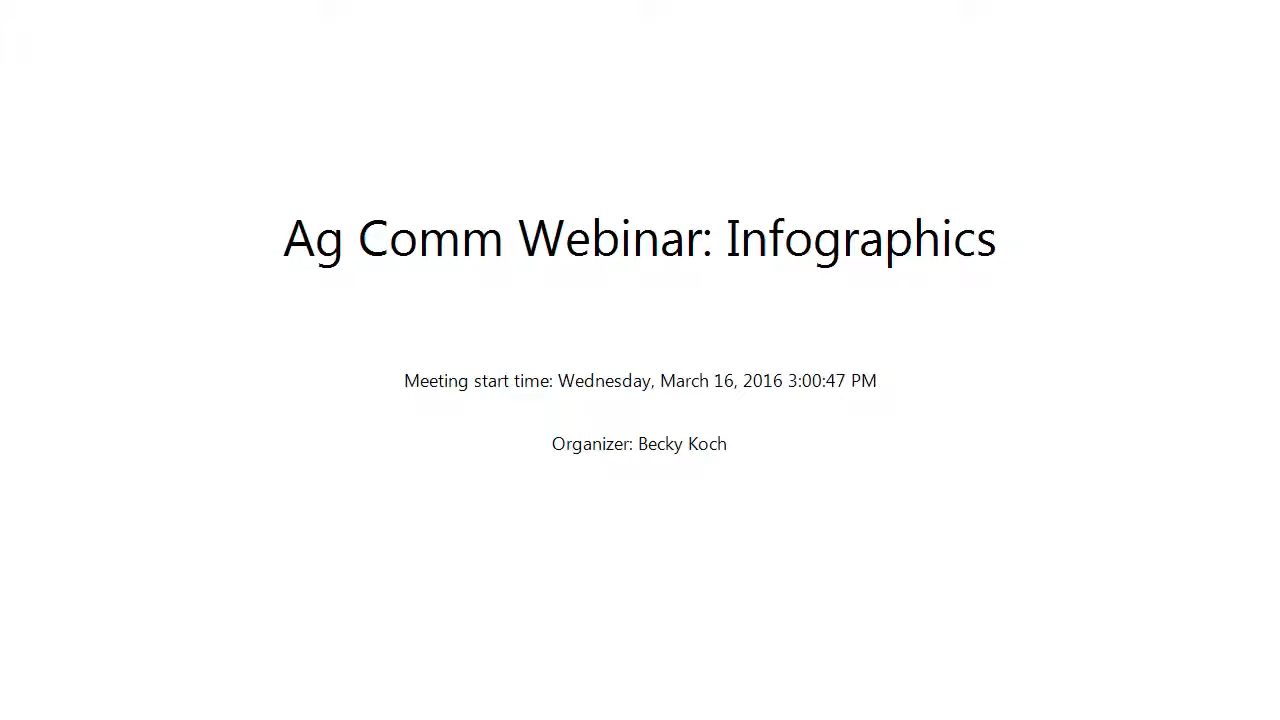 Ag Comm Webinar: Infographics
Meeting start time: Wednesday, March 16, 2016 3:00:47 PM
Organizer: Becky Koch